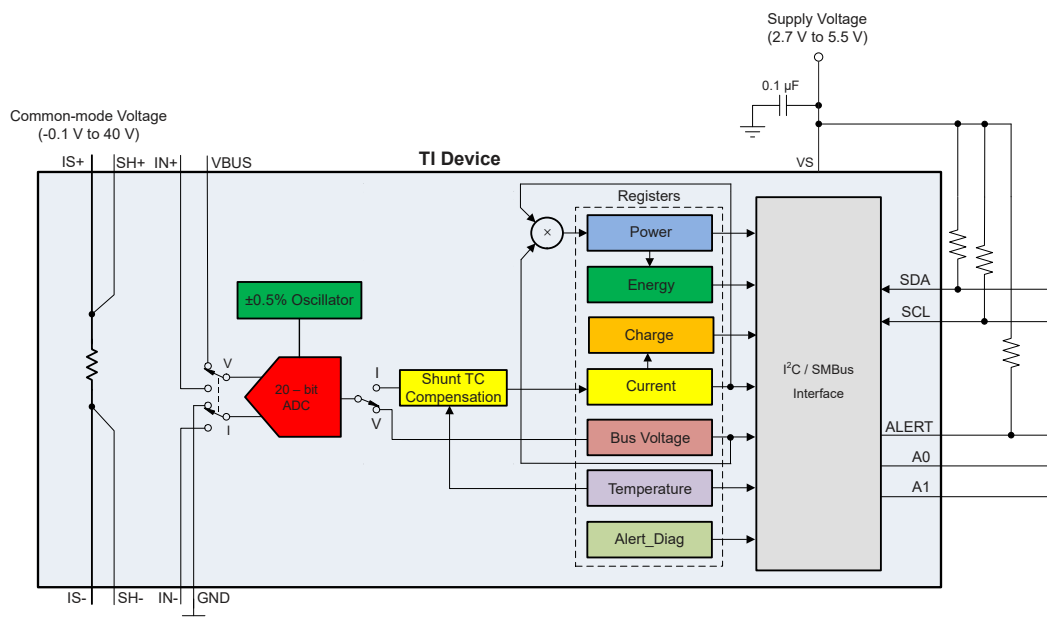 Supply Voltage
(2.7 V to 5.5 V)
0.1 µF
Common-mode Voltage
(-0.1 V to 40 V)
IS+ SH+ IN+ VBUS
TI Device
VS
Registers
×
Power
Energy
±0.5% Oscillator
SDA
Charge
SCL
V
20 – bit
ADC
I
Shunt TC
Compensation
Current
I²C / SMBus
Interface
I
V
Bus Voltage
ALERT
A0
Temperature
A1
Alert_Diag
IS- SH- IN- GND